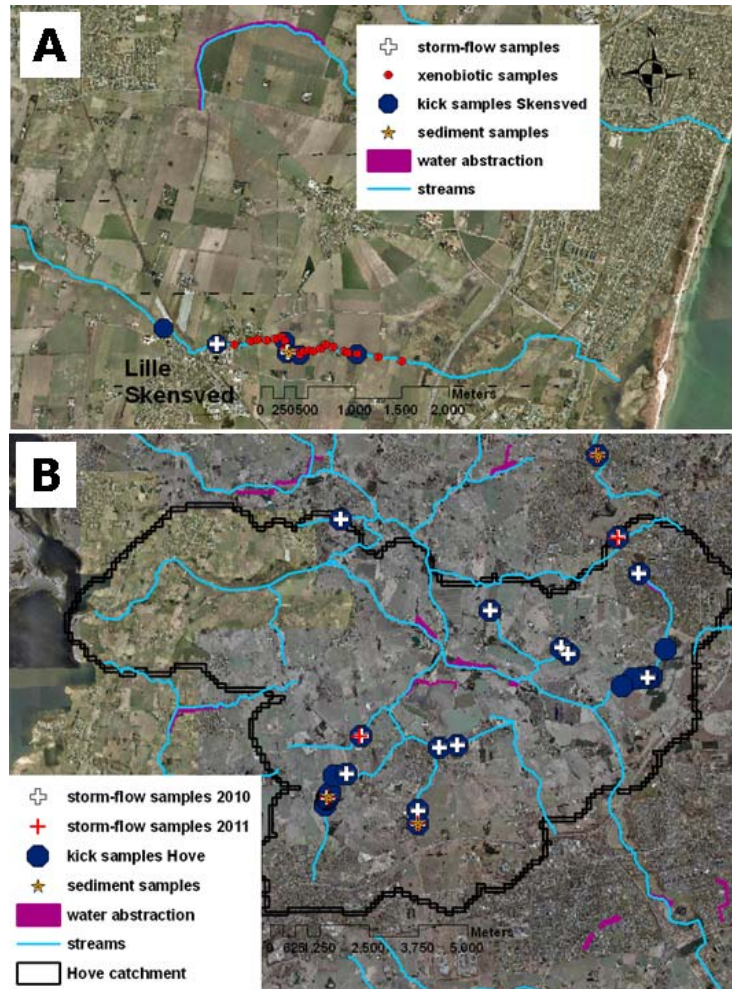 A
N
W
E
S
storm-flow samples
xenobiotic samples
kick samples Skensved
sediment samples
water abstraction
streams
Lille
Skensved
Meters
0 250 500 1.000 1.500 2.000
B
storm-flow samples 2010
storm-flow samples 2011
kick samples Hove
sediment samples
water abstraction
streams
Hove catchment
Meters
0 625 1.250 2.500 3.750 5.000